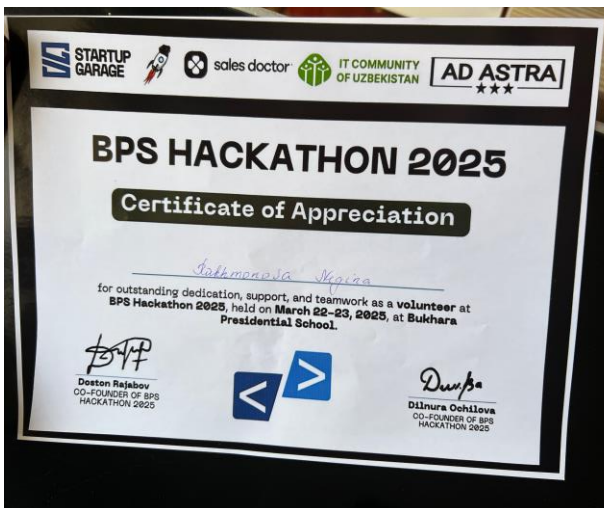 STARTUP GARAGE
sales doctor
IT COMMUNITY OF UZBEKISTAN
AD ASTRA
BPS HACKATHON 2025
Certificate of Appreciation
Negina
for outstanding dedication, support, and teamwork as a volunteer at
BPS Hackathon 2025, held on March 22-23, 2025, at Bukhara
Presidential School.
Doston Rajabov
CO-FOUNDER OF BPS
HACKATHON 2025
< >
Dilnura Ochilova
CO-FOUNDER OF BPS
HACKATHON 2025